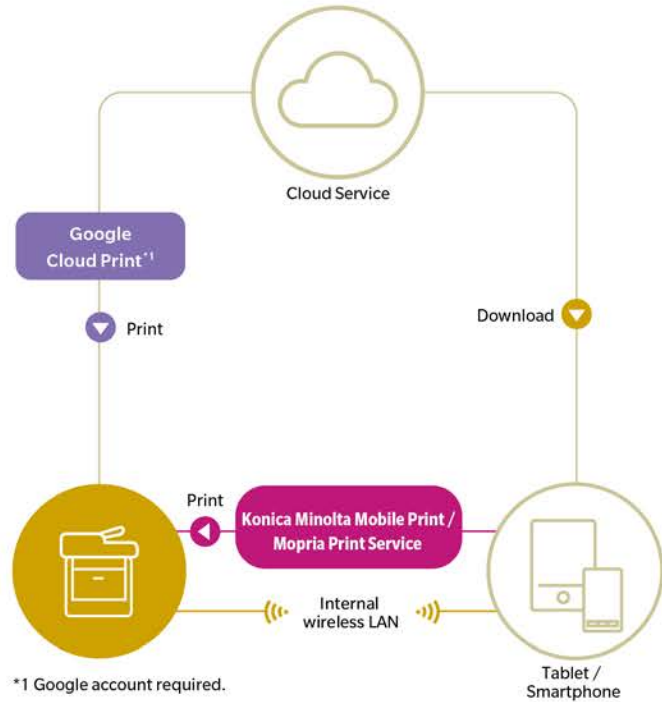 Cloud Service
Google
Cloud Print*1
Print
Download
Print
Konica Minolta Mobile Print /
Mopria Print Service
Internal
wireless LAN
*1 Google account required.
Tablet /
Smartphone